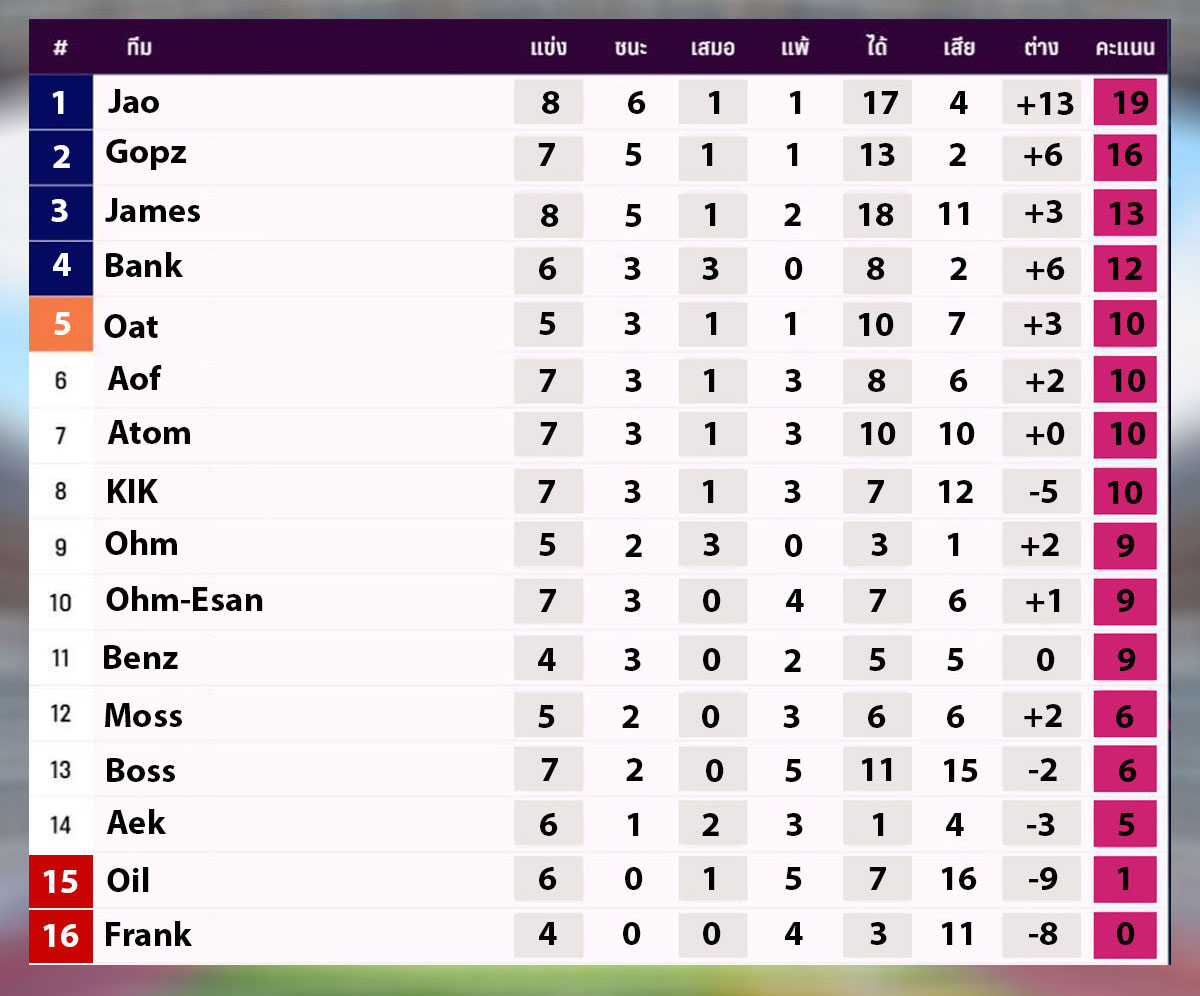 # ทีม แข่ง ชนะ เสมอ แพ้ ได้ เสีย ต่าง คะแนน
1 Jao 8 6 1 1 17 4 +13 19
2 Gopz 7 5 1 1 13 2 +6 16
3 James 8 5 1 2 18 11 +3 13
4 Bank 6 3 3 0 8 2 +6 12
5 Oat 5 3 1 1 10 7 +3 10
6 Aof 7 3 1 3 8 6 +2 10
7 Atom 7 3 1 3 10 10 +0 10
8 KIK 7 3 1 3 7 12 -5 10
9 Ohm 5 2 3 0 3 1 +2 9
10 Ohm-Esan 7 3 0 4 7 6 +1 9
11 Benz 4 3 0 2 5 5 0 9
12 Moss 5 2 0 3 6 6 +2 6
13 Boss 7 2 0 5 11 15 -2 6
14 Aek 6 1 2 3 1 4 -3 5
15 Oil 6 0 1 5 7 16 -9 1
16 Frank 4 0 0 4 3 11 -8 0